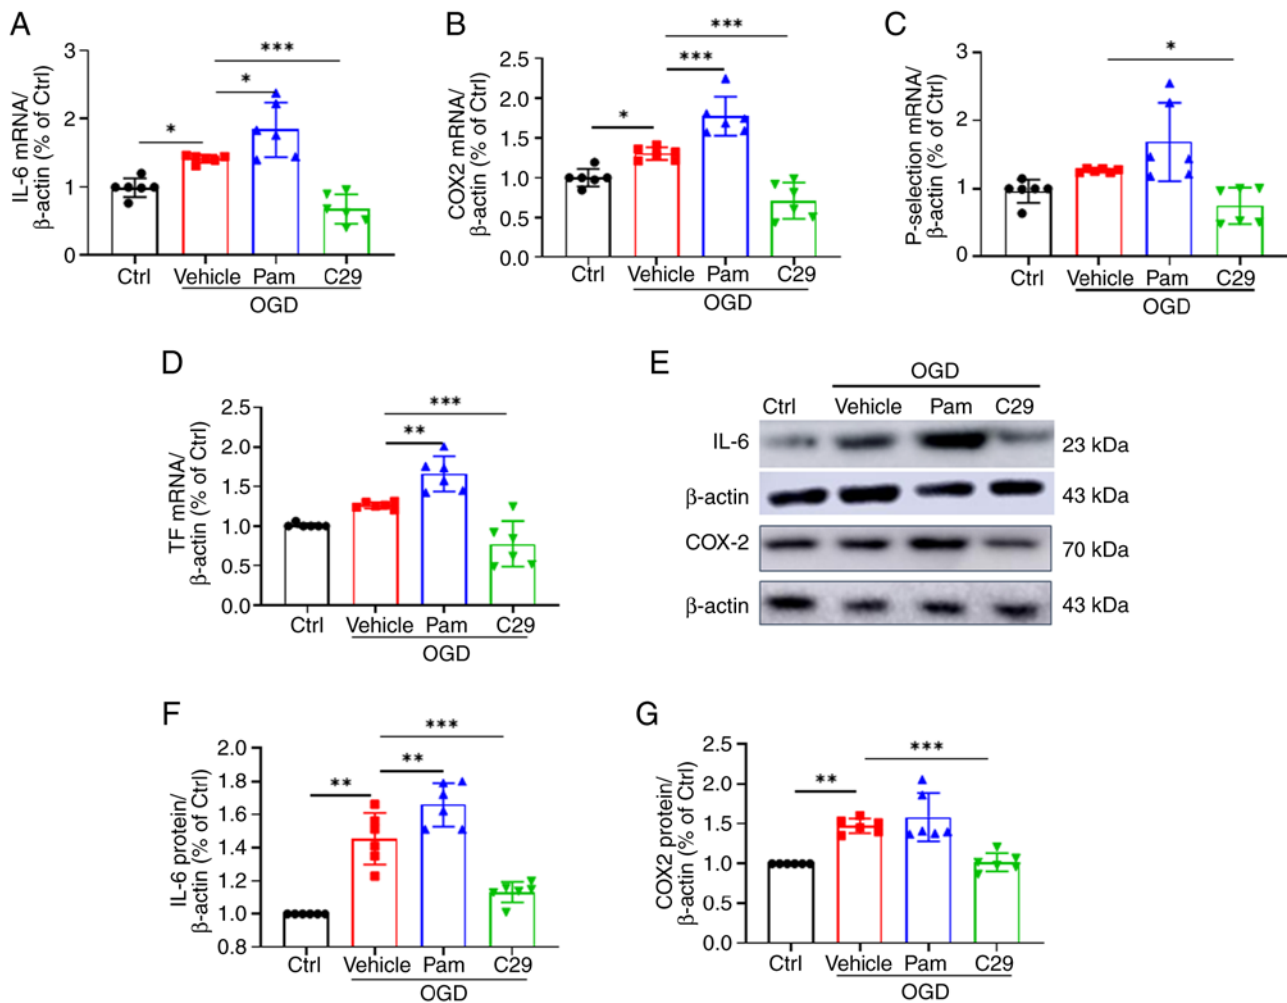 A
IL-6 mRNA/
β-actin (% of Ctrl)
3
2
1
0
*
*
***
Ctrl
Vehicle
Pam
C29
OGD
B
COX2 mRNA/
β-actin (% of Ctrl)
2.5
2.0
1.5
1.0
0.5
0.0
*
***
***
Ctrl
Vehicle
Pam
C29
OGD
C
P-selection mRNA/
β-actin (% of Ctrl)
3
2
1
0
*
Ctrl
Vehicle
Pam
C29
OGD
D
TF mRNA/
β-actin (% of Ctrl)
2.5
2.0
1.5
1.0
0.5
0.0
***
**
Ctrl
Vehicle
Pam
C29
OGD
E
OGD
Ctrl Vehicle Pam C29
IL-6 23 kDa
β-actin 43 kDa
COX-2 70 kDa
β-actin 43 kDa
F
IL-6 protein/
β-actin (% of Ctrl)
2.0
1.8
1.6
1.4
1.2
1.0
0.8
**
**
***
Ctrl
Vehicle
Pam
C29
OGD
G
COX2 protein/
β-actin (% of Ctrl)
2.5
2.0
1.5
1.0
0.5
0.0
**
***
Ctrl
Vehicle
Pam
C29
OGD